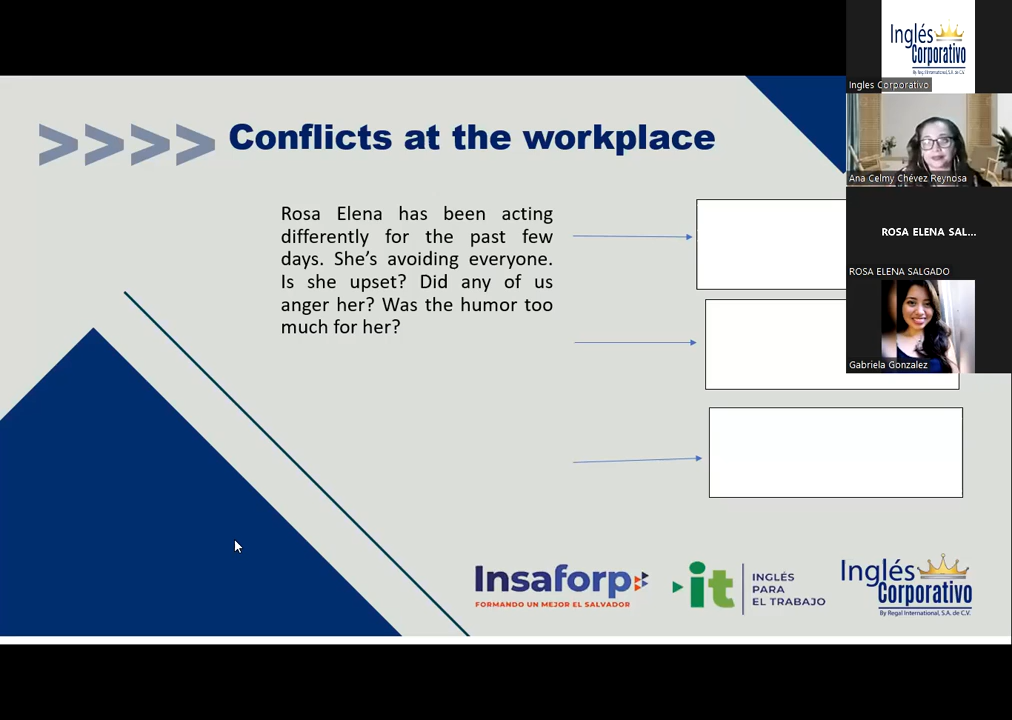 Inglés
Corporativo
By Regal International, S.A. de C.V.
Ingles Corporativo
Ana Celmy Chévez Reynosa
ROSA ELENA SAL...
ROSA ELENA SALGADO
Gabriela Gonzalez
>>>> Conflicts at the workplace
Rosa Elena has been acting
differently for the past few
days. She's avoiding everyone.
Is she upset? Did any of us
anger her? Was the humor too
much for her?
Insaforp
FORMANDO UN MEJOR EL SALVADOR
it
INGLÉS
PARA
EL TRABAJO
Inglés
Corporativo
By Regal International, S.A. de C.V.